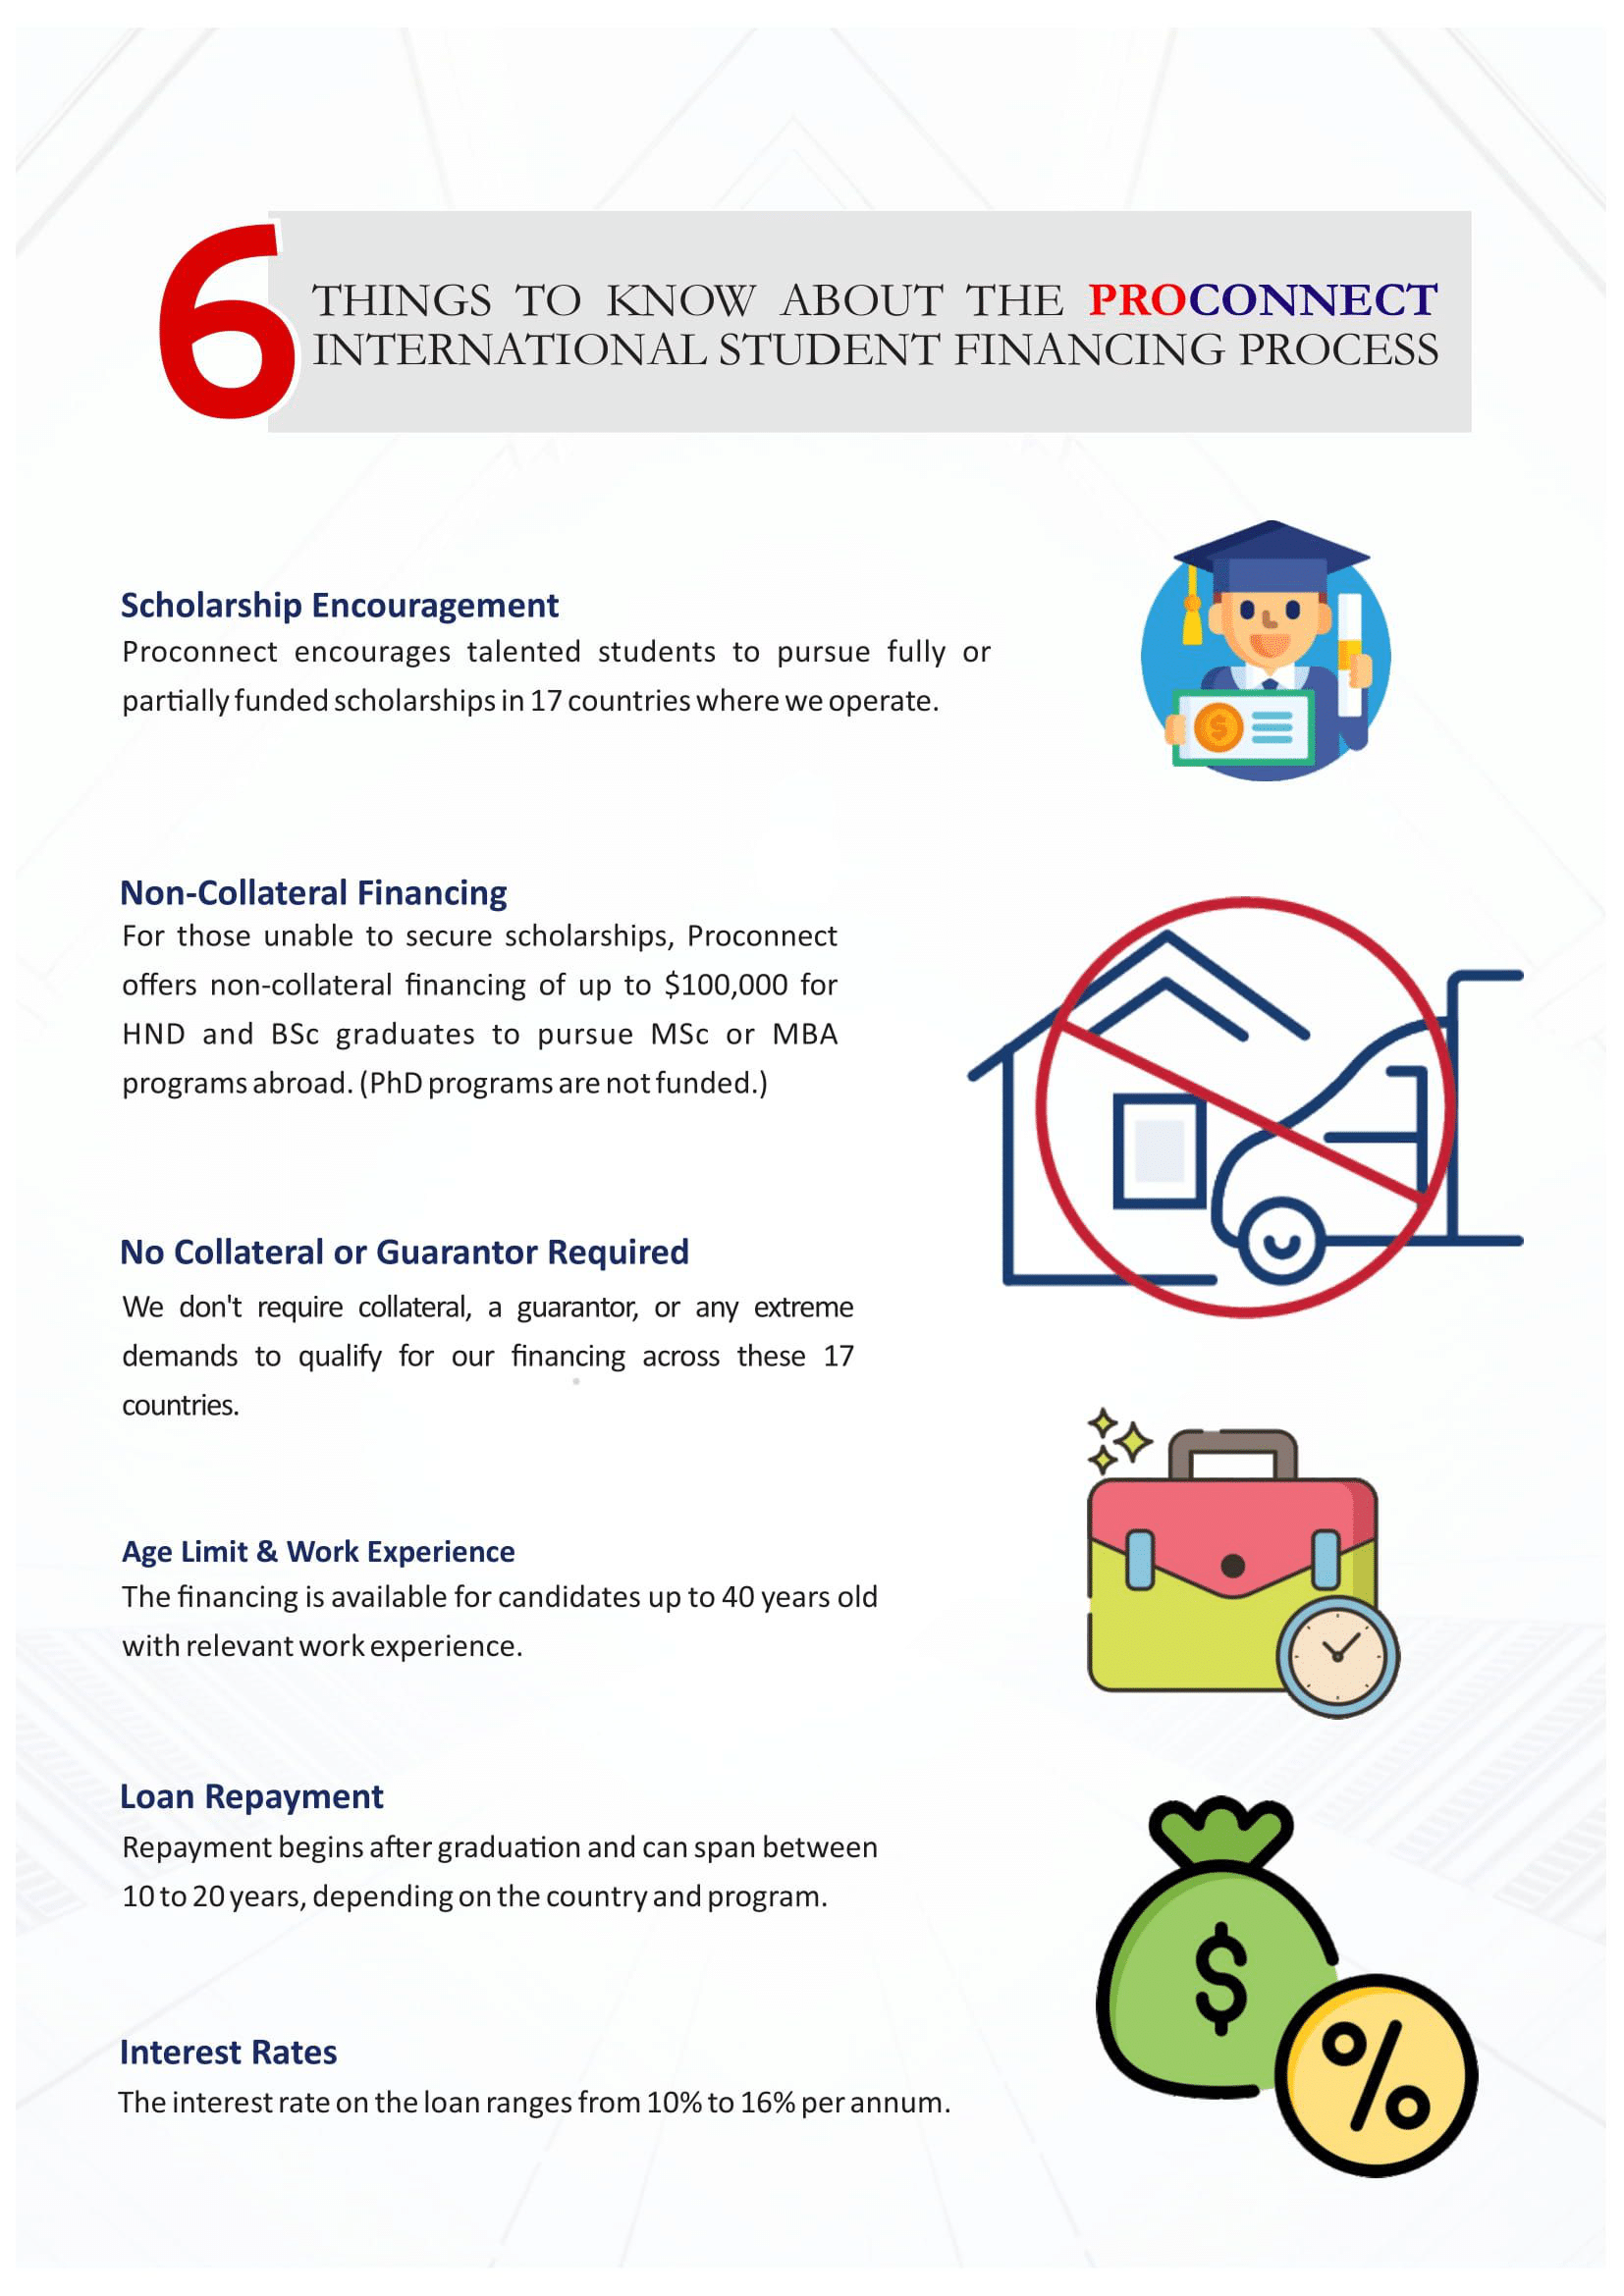 6
THINGS TO KNOW ABOUT THE PROCONNECT
INTERNATIONAL STUDENT FINANCING PROCESS
Scholarship Encouragement
Proconnect encourages talented students to pursue fully or
partially funded scholarships in 17 countries where we operate.
$
Non-Collateral Financing
For those unable to secure scholarships, Proconnect
offers non-collateral financing of up to $100,000 for
HND and BSc graduates to pursue MSc or MBA
programs abroad. (PhD programs are not funded.)
No Collateral or Guarantor Required
We don't require collateral, a guarantor, or any extreme
demands to qualify for our financing across these 17
countries.
Age Limit & Work Experience
The financing is available for candidates up to 40 years old
with relevant work experience.
Loan Repayment
Repayment begins after graduation and can span between
10 to 20 years, depending on the country and program.
$
%
Interest Rates
The interest rate on the loan ranges from 10% to 16% per annum.